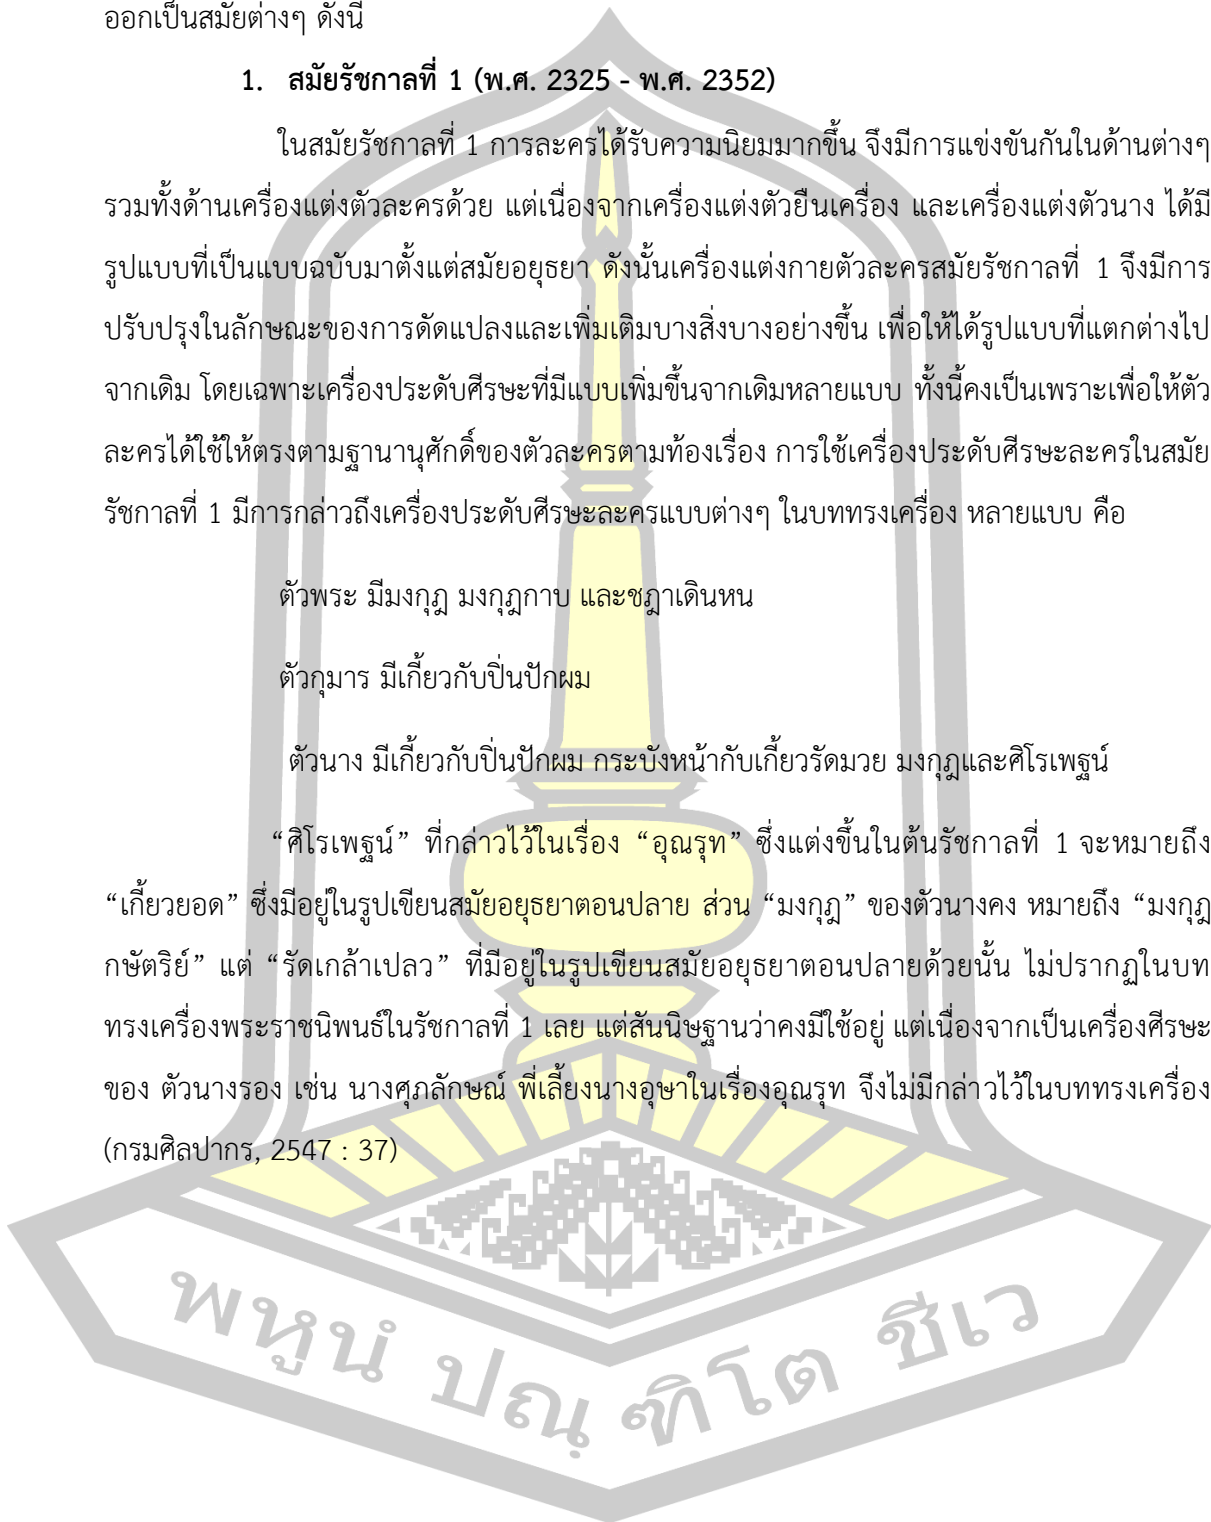 ออกเป็นสมัยต่างๆ ดังนี้
1. สมัยรัชกาลที่ 1 (พ.ศ. 2325 - พ.ศ. 2352)
ในสมัยรัชกาลที่ 1 การละครได้รับความนิยมมากขึ้น จึงมีการแข่งขันกันในด้านต่างๆ
รวมทั้งด้านเครื่องแต่งตัวละครด้วย แต่เนื่องจากเครื่องแต่งตัวยืนเครื่อง และเครื่องแต่งตัวนาง ได้มี
รูปแบบที่เป็นแบบฉบับมาตั้งแต่สมัยอยุธยา ดังนั้นเครื่องแต่งกายตัวละครสมัยรัชกาลที่ 1 จึงมีการ
ปรับปรุงในลักษณะของการดัดแปลงและเพิ่มเติมบางสิ่งบางอย่างขึ้น เพื่อให้ได้รูปแบบที่แตกต่างไป
จากเดิม โดยเฉพาะเครื่องประดับศีรษะที่มีแบบเพิ่มขึ้นจากเดิมหลายแบบ ทั้งนี้คงเป็นเพราะเพื่อให้ตัว
ละครได้ใช้ให้ตรงตามฐานานุศักดิ์ของตัวละครตามท้องเรื่อง การใช้เครื่องประดับศีรษะละครในสมัย
รัชกาลที่ 1 มีการกล่าวถึงเครื่องประดับศีรษะละครแบบต่างๆ ในบททรงเครื่อง หลายแบบ คือ
ตัวพระ มีมงกุฎ มงกุฎกาบ และชฎาเดินหน
ตัวกุมาร มีเกี้ยวกับปิ่นปักผม
ตัวนาง มีเกี้ยวกับปิ่นปักผม กระบังหน้ากับเกี้ยวรัดมวย มงกุฎและศิโรเพฐน์
“ศิโรเพฐน์” ที่กล่าวไว้ในเรื่อง “อุณรุท” ซึ่งแต่งขึ้นในต้นรัชกาลที่ 1 จะหมายถึง
“เกี้ยวยอด” ซึ่งมีอยู่ในรูปเขียนสมัยอยุธยาตอนปลาย ส่วน “มงกุฎ” ของตัวนางคง หมายถึง “มงกุฎ
กษัตริย์” แต่ “รัดเกล้าเปลว” ที่มีอยู่ในรูปเขียนสมัยอยุธยาตอนปลายด้วยนั้น ไม่ปรากฏในบท
ทรงเครื่องพระราชนิพนธ์ในรัชกาลที่ 1 เลย แต่สันนิษฐานว่าคงมีใช้อยู่ แต่เนื่องจากเป็นเครื่องศีรษะ
ของ ตัวนางรอง เช่น นางศุภลักษณ์ พี่เลี้ยงนางอุษาในเรื่องอุณรุท จึงไม่มีกล่าวไว้ในบททรงเครื่อง
(กรมศิลปากร, 2547 : 37)
พหูนํ ปณฺฑิโต ชีเว